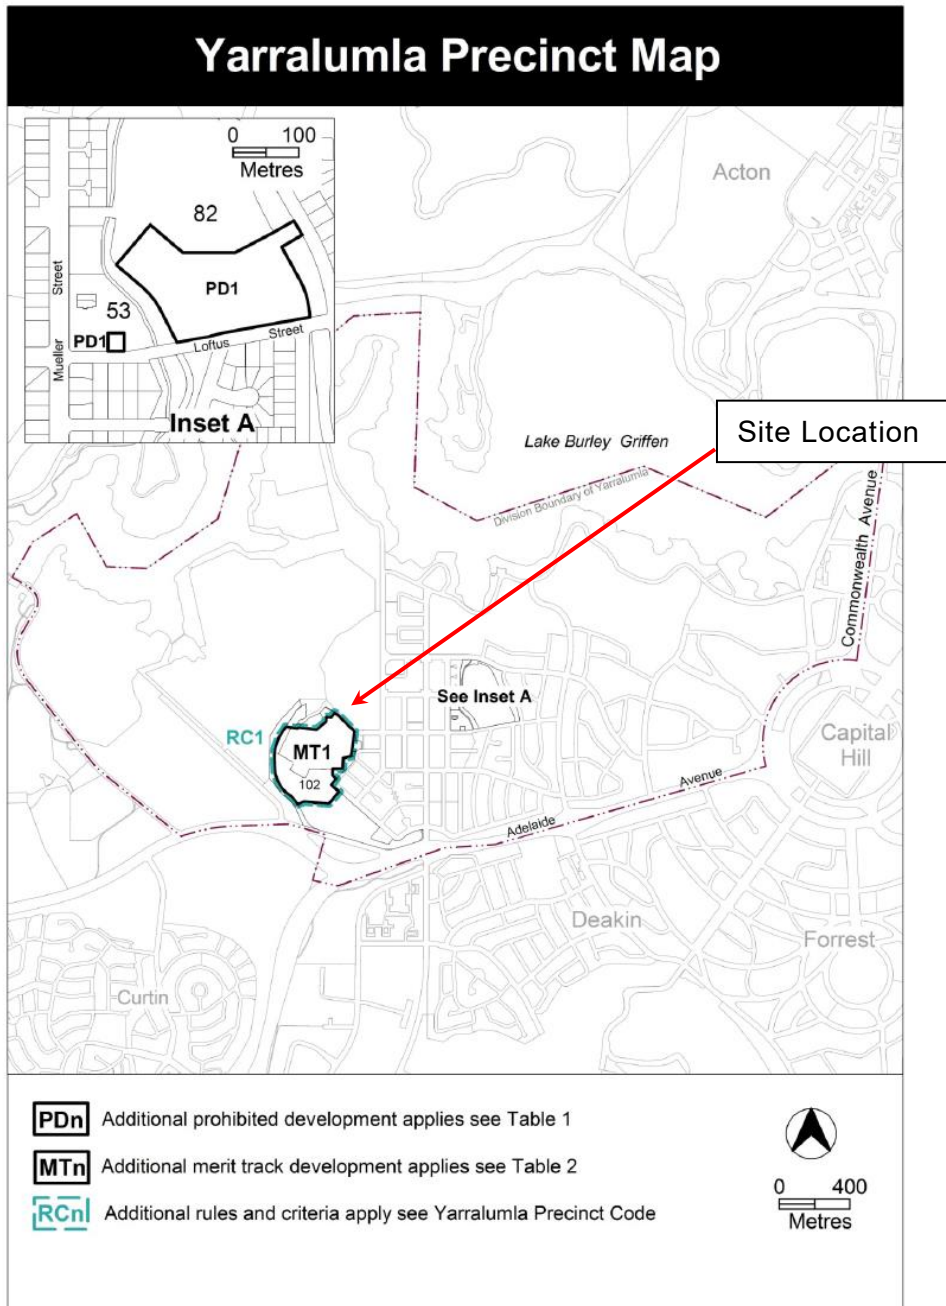 Yarralumla Precinct Map
0 100
Metres
82
PD1
53
PD1
Mueller Street
Loftus Street
Inset A
Acton
Site Location
Lake Burley Griffen
Division Boundary of Yarralumla
Commonwealth Avenue
See Inset A
RC1
MT1
102
Capital
Hill
Adelaide Avenue
Deakin
Forrest
Curtin
PDn Additional prohibited development applies see Table 1
MTn Additional merit track development applies see Table 2
RCn Additional rules and criteria apply see Yarralumla Precinct Code
0 400
Metres